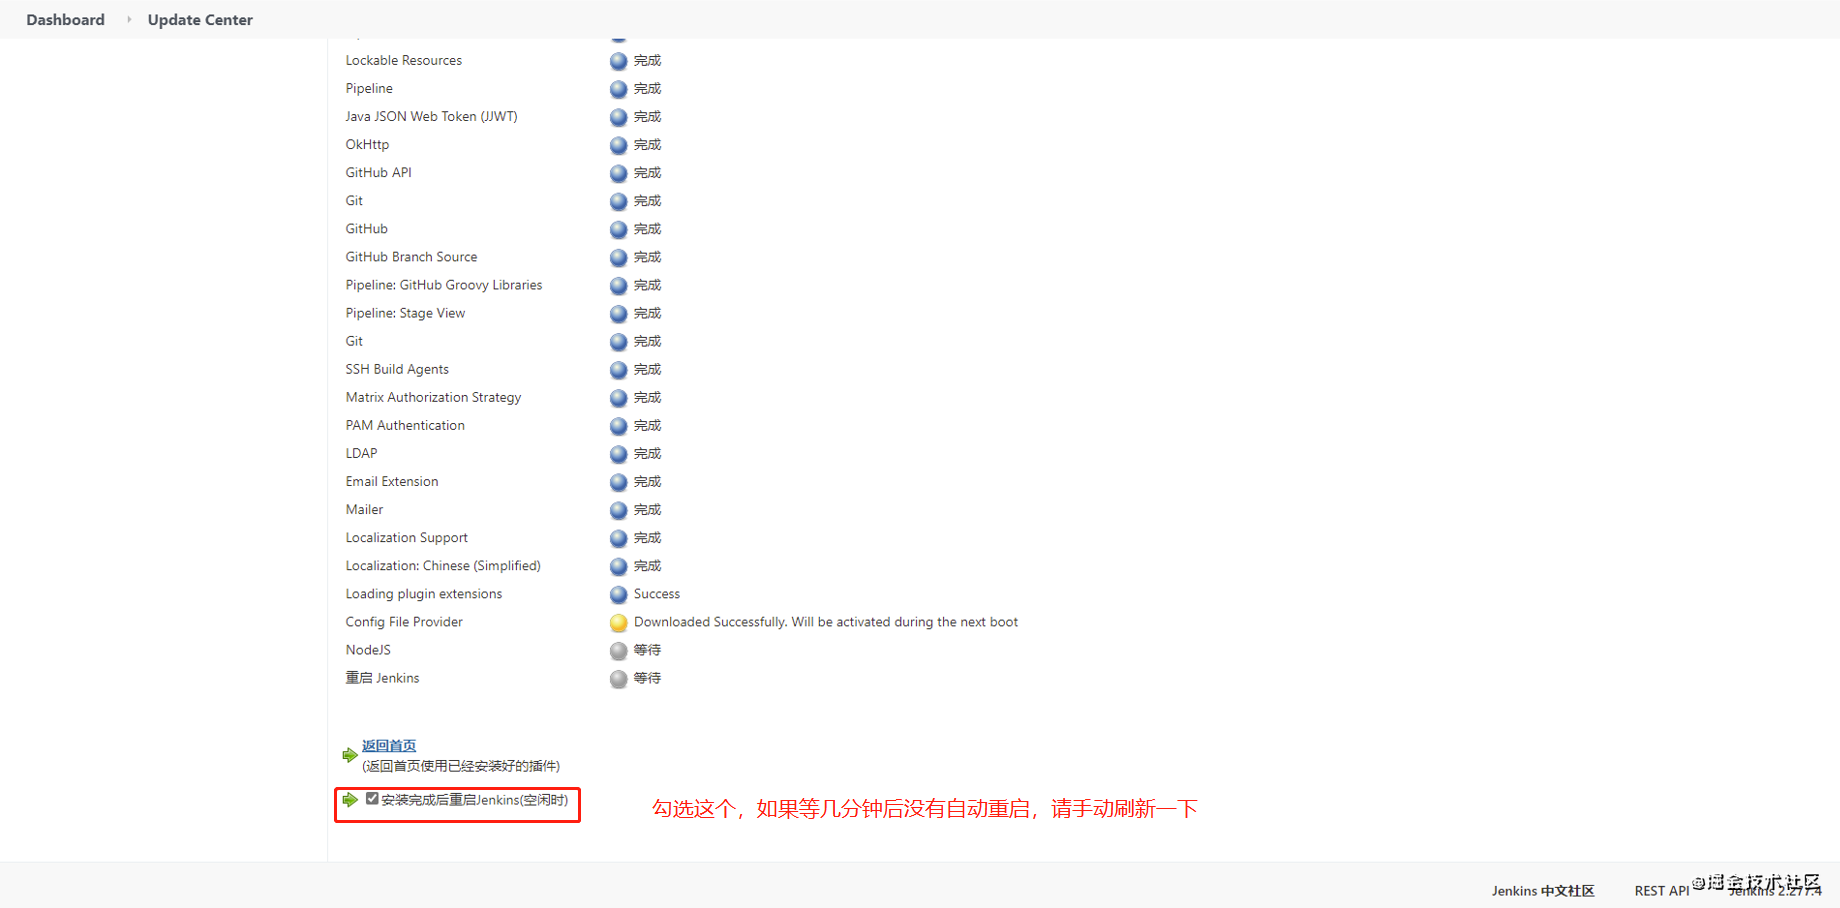 Dashboard
Update Center
Lockable Resources 完成
Pipeline 完成
Java JSON Web Token (JJWT) 完成
OkHttp 完成
GitHub API 完成
Git 完成
GitHub 完成
GitHub Branch Source 完成
Pipeline: GitHub Groovy Libraries 完成
Pipeline: Stage View 完成
Git 完成
SSH Build Agents 完成
Matrix Authorization Strategy 完成
PAM Authentication 完成
LDAP 完成
Email Extension 完成
Mailer 完成
Localization Support 完成
Localization: Chinese (Simplified) 完成
Loading plugin extensions Success
Config File Provider Downloaded Successfully. Will be activated during the next boot
NodeJS 等待
重启 Jenkins 等待
返回首页
(返回首页使用已经安装好的插件)
安装完成后重启Jenkins(空闲时)
勾选这个，如果等几分钟后没有自动重启，请手动刷新一下
Jenkins 中文社区
REST API
Jenkins 2.277.4
@掘金技术社区